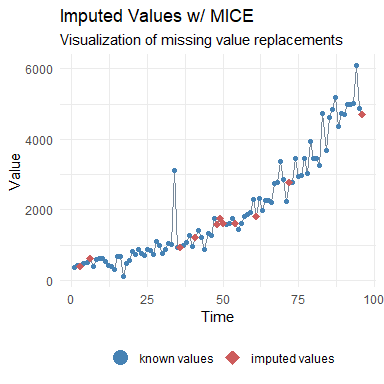 Imputed Values w/ MICE
Visualization of missing value replacements
6000
4000
2000
0
Value
0 25 50 75 100
Time
known values imputed values